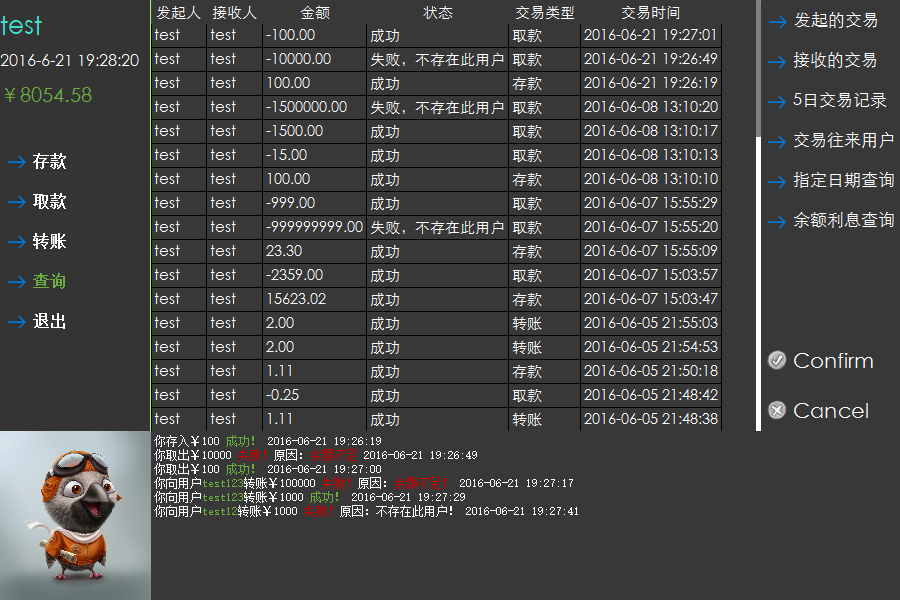 test
2016-6-21 19:28:20
￥8054.58
存款
取款
转账
查询
退出
发起人 接收人 金额 状态 交易类型 交易时间
test test -100.00 成功 取款 2016-06-21 19:27:01
test test -10000.00 失败，不存在此用户 取款 2016-06-21 19:26:49
test test 100.00 成功 存款 2016-06-21 19:26:19
test test -1500000.00 失败，不存在此用户 取款 2016-06-08 13:10:20
test test -1500.00 成功 取款 2016-06-08 13:10:17
test test -15.00 成功 取款 2016-06-08 13:10:13
test test 100.00 成功 存款 2016-06-08 13:10:10
test test -999.00 成功 取款 2016-06-07 15:55:29
test test -999999999.00 失败，不存在此用户 取款 2016-06-07 15:55:20
test test 23.30 成功 存款 2016-06-07 15:55:09
test test -2359.00 成功 取款 2016-06-07 15:03:57
test test 15623.02 成功 存款 2016-06-07 15:03:47
test test 2.00 成功 转账 2016-06-05 21:55:03
test test 2.00 成功 转账 2016-06-05 21:54:53
test test 1.11 成功 存款 2016-06-05 21:50:18
test test -0.25 成功 取款 2016-06-05 21:48:42
test test 1.11 成功 转账 2016-06-05 21:48:38
你存入￥100 成功！ 2016-06-21 19:26:19
你取出￥10000 失败！原因：余额不足！2016-06-21 19:26:49
你取出￥100 成功！ 2016-06-21 19:27:00
你向用户test123转账￥100000 失败！原因：余额不足！ 2016-06-21 19:27:17
你向用户test123转账￥1000 成功！ 2016-06-21 19:27:29
你向用户test12转账￥1000 失败！原因：不存在此用户！ 2016-06-21 19:27:41
发起的交易
接收的交易
5日交易记录
交易往来用户
指定日期查询
余额利息查询
Confirm
Cancel